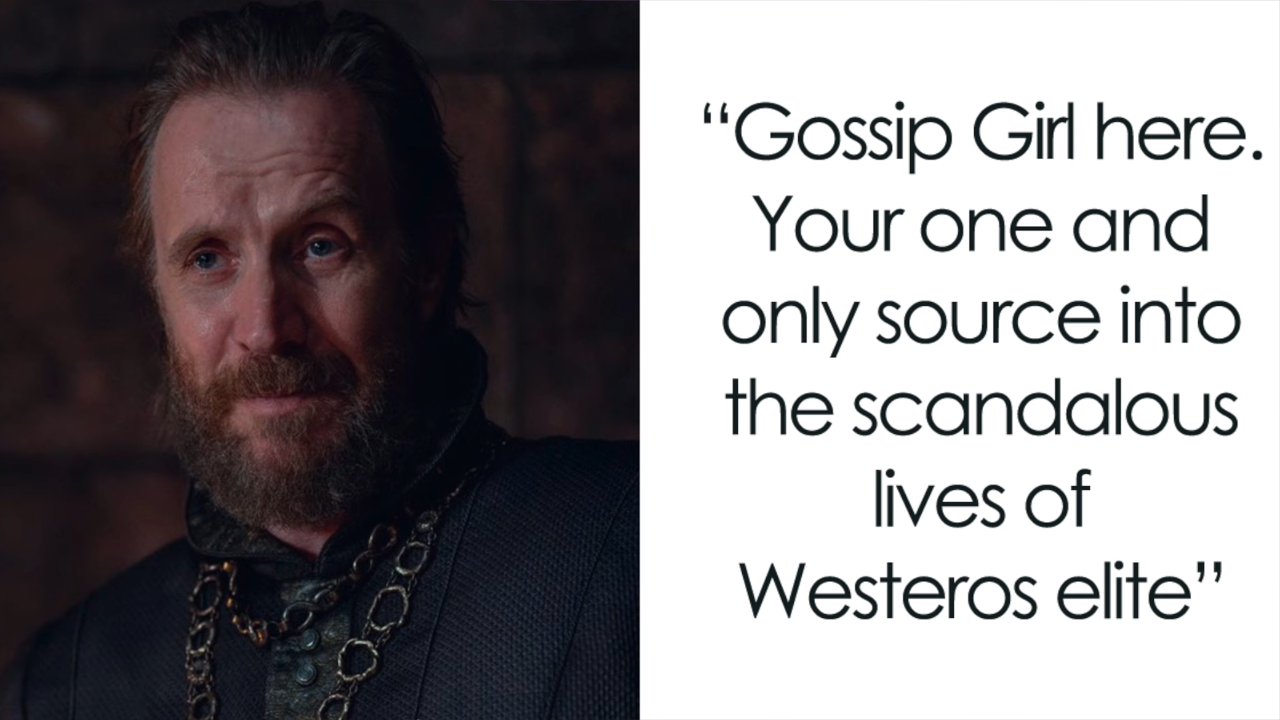 “Gossip Girl here.
Your one and
only source into
the scandalous
lives of
Westeros elite”